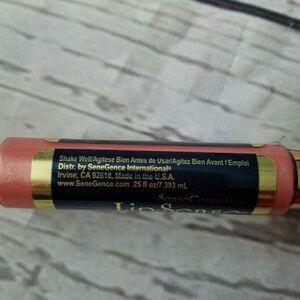 Shake Well/Agitese Bien Antes de Usar/Agitez Bien Avant l'Emploi
Distr. by SeneGence International®
Irvine, CA 92618, Made in the U.S.A.
www.SeneGence.com .25 fl oz/7.393 mL
SenseCosmetics
LipSense